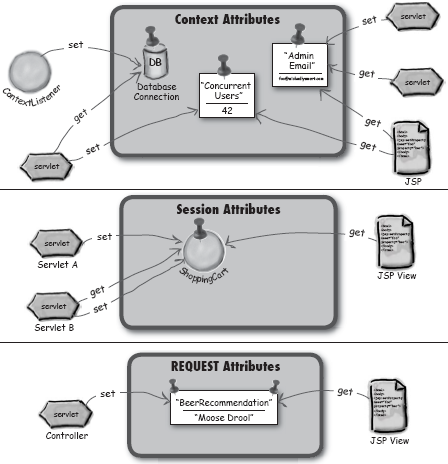 Context Attributes
servlet
set
set
DB
"Admin
Email"
get
servlet
ContextListener
Database
Connection
"Concurrent
Users"
42
get
get
set
get
servlet
JSP
Session Attributes
servlet
set
get
Servlet A
ShoppingCart
JSP View
get
servlet
set
Servlet B
REQUEST Attributes
set
"BeerRecommendation"
get
servlet
"Moose Drool"
Controller
JSP View